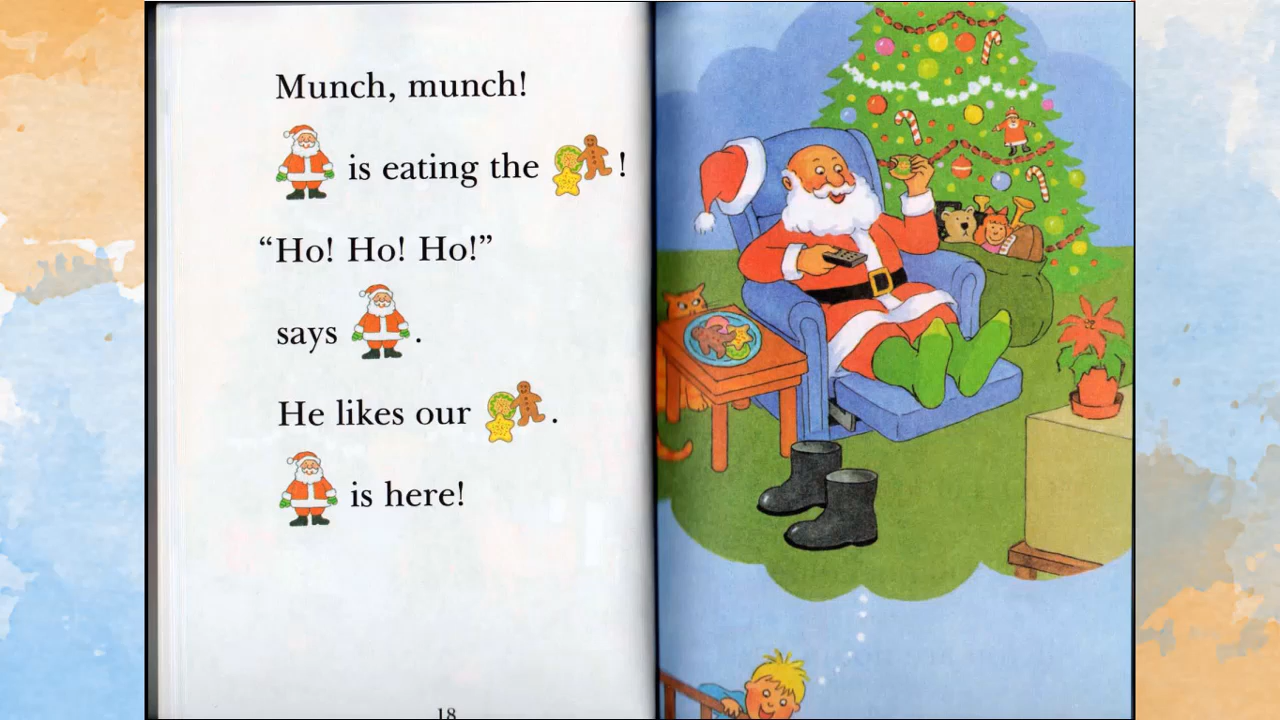 Munch, munch!
is eating the !
“Ho! Ho! Ho!”
says .
He likes our .
is here!
18